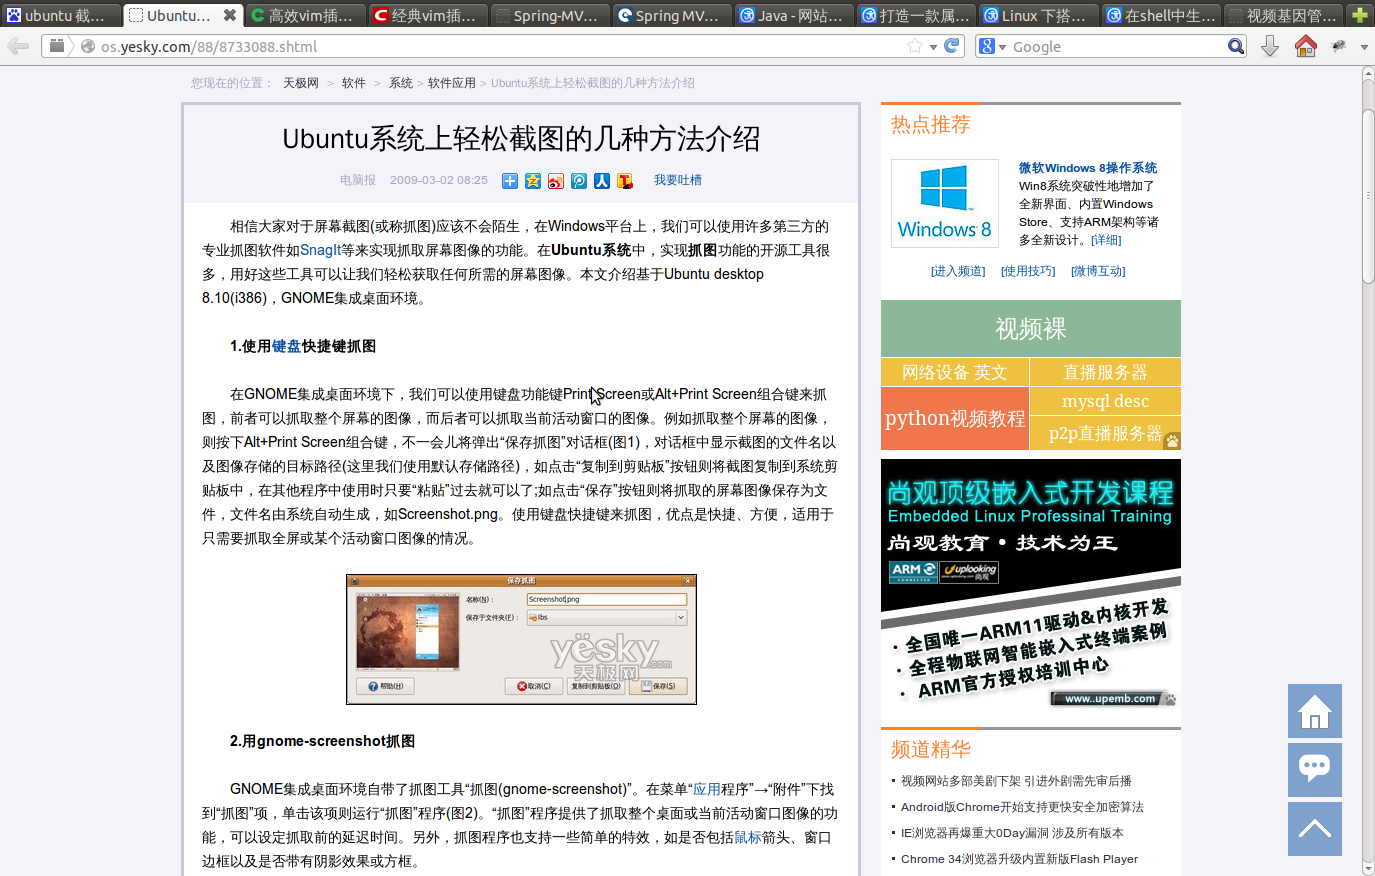 ubuntu 截...
Ubuntu...
高效vim插...
经典vim插...
Spring-MV...
Spring MV...
Java - 网站...
打造一款属...
Linux 下搭...
在shell中生...
视频基因管...
os.yesky.com/88/8733088.shtml
Google
您现在的位置： 天极网 > 软件 > 系统 > 软件应用 > Ubuntu系统上轻松截图的几种方法介绍
Ubuntu系统上轻松截图的几种方法介绍
电脑报 2009-03-02 08:25 我要吐槽
相信大家对于屏幕截图(或称抓图)应该不会陌生，在Windows平台上，我们可以使用许多第三方的
专业抓图软件如SnagIt等来实现抓取屏幕图像的功能。在Ubuntu系统中，实现抓图功能的开源工具很
多，用好这些工具可以让我们轻松获取任何所需的屏幕图像。本文介绍基于Ubuntu desktop
8.10(i386)，GNOME集成桌面环境。
1.使用键盘快捷键抓图
在GNOME集成桌面环境下，我们可以使用键盘功能键Print Screen或Alt+Print Screen组合键来抓
图，前者可以抓取整个屏幕的图像，而后者可以抓取当前活动窗口的图像。例如抓取整个屏幕的图像，
则按下Alt+Print Screen组合键，不一会儿将弹出“保存抓图”对话框(图1)，对话框中显示截图的文件名以
及图像存储的目标路径(这里我们使用默认存储路径)，如点击“复制到剪贴板”按钮则将截图复制到系统剪
贴板中，在其他程序中使用时只要“粘贴”过去就可以了;如点击“保存”按钮则将抓取的屏幕图像保存为文
件，文件名由系统自动生成，如Screenshot.png。使用键盘快捷键来抓图，优点是快捷、方便，适用于
只需要抓取全屏或某个活动窗口图像的情况。
保存抓图
名称(N)： Screenshot.png
保存于文件夹(F)： lbs
yësky.com
天极网
帮助(H) 取消(C) 复制到剪贴板(O) 保存(S)
2.用gnome-screenshot抓图
GNOME集成桌面环境自带了抓图工具“抓图(gnome-screenshot)”。在菜单“应用程序”→“附件”下找
到“抓图”项，单击该项则运行“抓图”程序(图2)。“抓图”程序提供了抓取整个桌面或当前活动窗口图像的功
能，可以设定抓取前的延迟时间。另外，抓图程序也支持一些简单的特效，如是否包括鼠标箭头、窗口
边框以及是否带有阴影效果或方框。
热点推荐
Windows 8
微软Windows 8操作系统
Win8系统突破性地增加了
全新界面、内置Windows
Store、支持ARM架构等诸
多全新设计。[详细]
[进入频道] [使用技巧] [微博互动]
视频裸
网络设备 英文
直播服务器
python视频教程
mysql desc
p2p直播服务器
尚观顶级嵌入式开发课程
Embedded Linux Professinal Training
尚观教育·技术为王
ARM CONNECTED
uplooking
·全国唯一ARM11驱动&内核开发
·全程物联网智能嵌入式终端案例
·ARM官方授权培训中心
www..upemb.com
频道精华
视频网站多部美剧下架 引进外剧需先审后播
Android版Chrome开始支持更快安全加密算法
IE浏览器再爆重大0Day漏洞 涉及所有版本
Chrome 34浏览器升级内置新版Flash Player